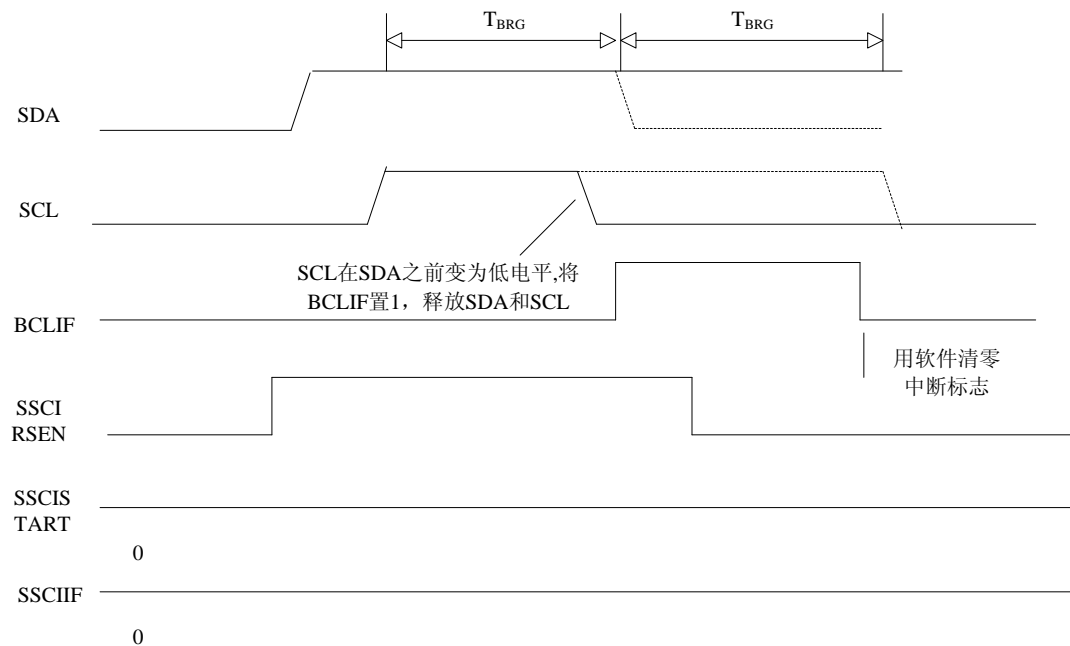 TBRG TBRG
SDA
SCL
SCL在SDA之前变为低电平,将
BCLIF置1，释放SDA和SCL
BCLIF
用软件清零
中断标志
SSCI
RSEN
SSCIS
TART
0
SSCIIF
0